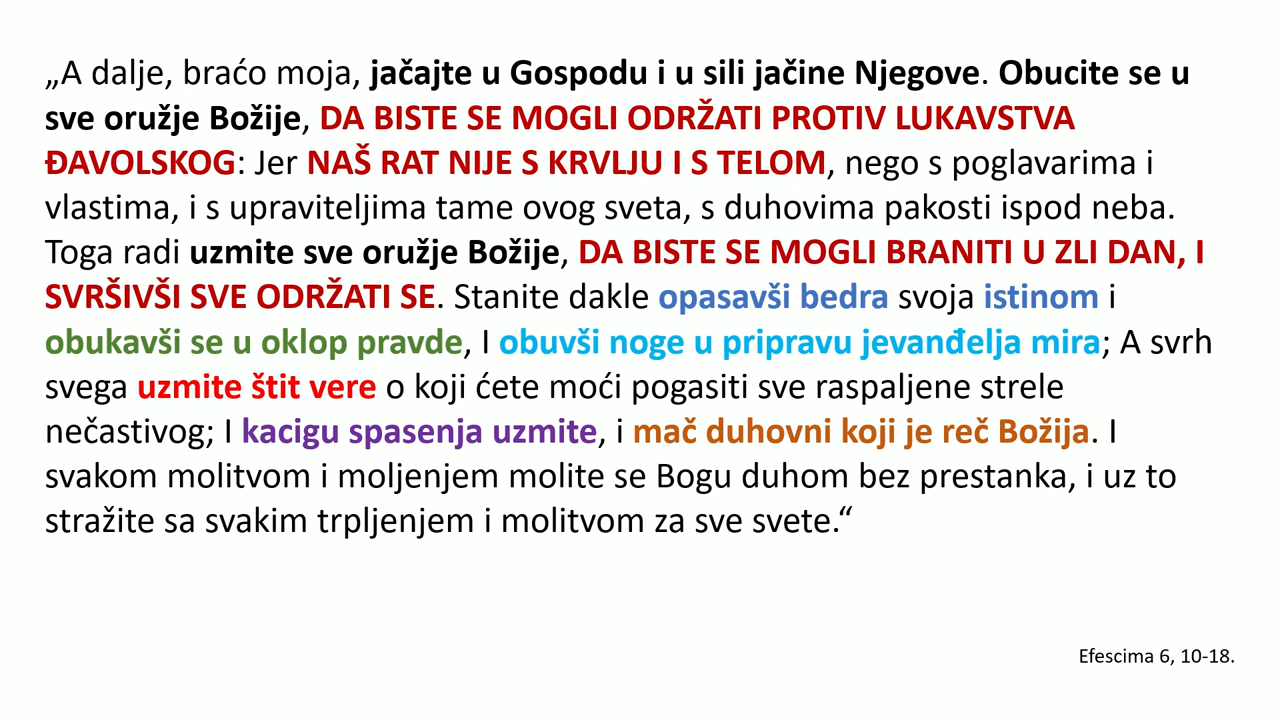 „A dalje, braćo moja, jačajte u Gospodu i u sili jačine Njegove. Obucite se u
sve oružje Božije, DA BISTE SE MOGLI ODRŽATI PROTIV LUKAVSTVA
ĐAVOLSKOG: Jer NAŠ RAT NIJE S KRVLJU I S TELOM, nego s poglavarima i
vlastima, i s upraviteljima tame ovog sveta, s duhovima pakosti ispod neba.
Toga radi uzmite sve oružje Božije, DA BISTE SE MOGLI BRANITI U ZLI DAN, I
SVRŠIVŠI SVE ODRŽATI SE. Stanite dakle opasavši bedra svoja istinom i
obukavši se u oklop pravde, I obuvši noge u pripravu jevanđelja mira; A svrh
svega uzmite štit vere o koji ćete moći pogasiti sve raspaljene strele
nečastivog; I kacigu spasenja uzmite, i mač duhovni koji je reč Božija. I
svakom molitvom i moljenjem molite se Bogu duhom bez prestanka, i uz to
stražite sa svakim trpljenjem i molitvom za sve svete.“
Efescima 6, 10-18.